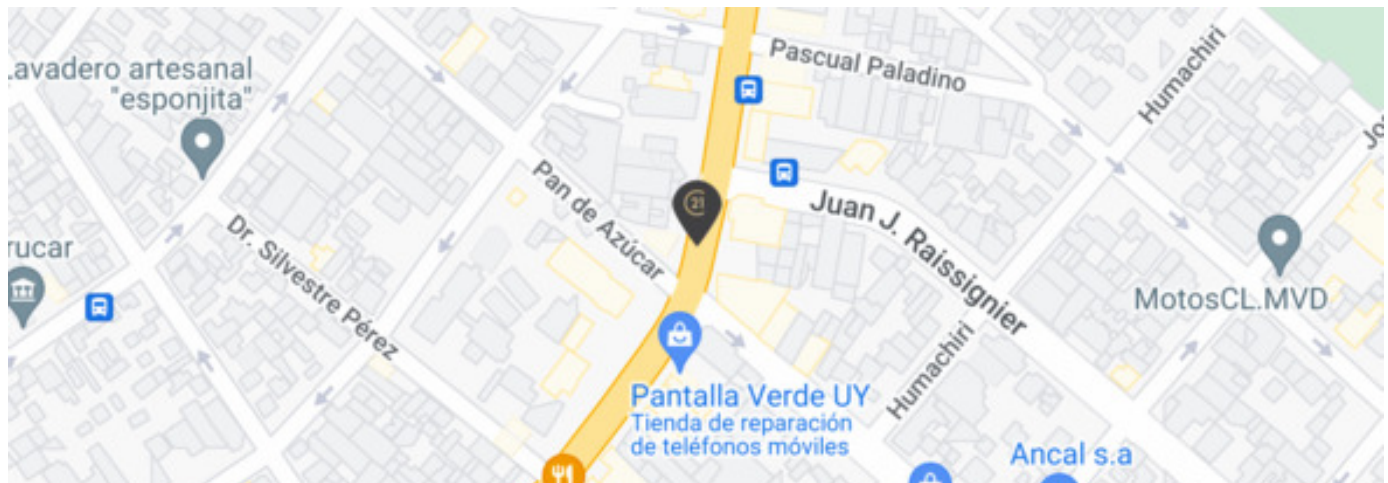 Pascual Paladino
Humachiri
Lavadero artesanal
"esponjita"
Pan de Azúcar
21
Juan J. Raissignier
Dr. Silvestre Pérez
MotosCL.MVD
Humachiri
Pantalla Verde UY
Tienda de reparación
de teléfonos móviles
Ancal s.a